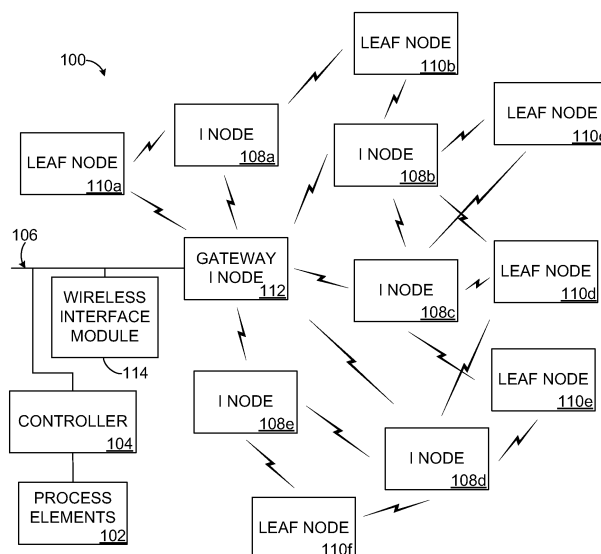 100
LEAF NODE
110b
I NODE
108a
LEAF NODE
110c
LEAF NODE
110a
I NODE
108b
106
GATEWAY
I NODE
112
LEAF NODE
110d
WIRELESS
INTERFACE
MODULE
114
I NODE
108c
I NODE
108e
LEAF NODE
110e
CONTROLLER
104
I NODE
108d
PROCESS
ELEMENTS
102
LEAF NODE
110f